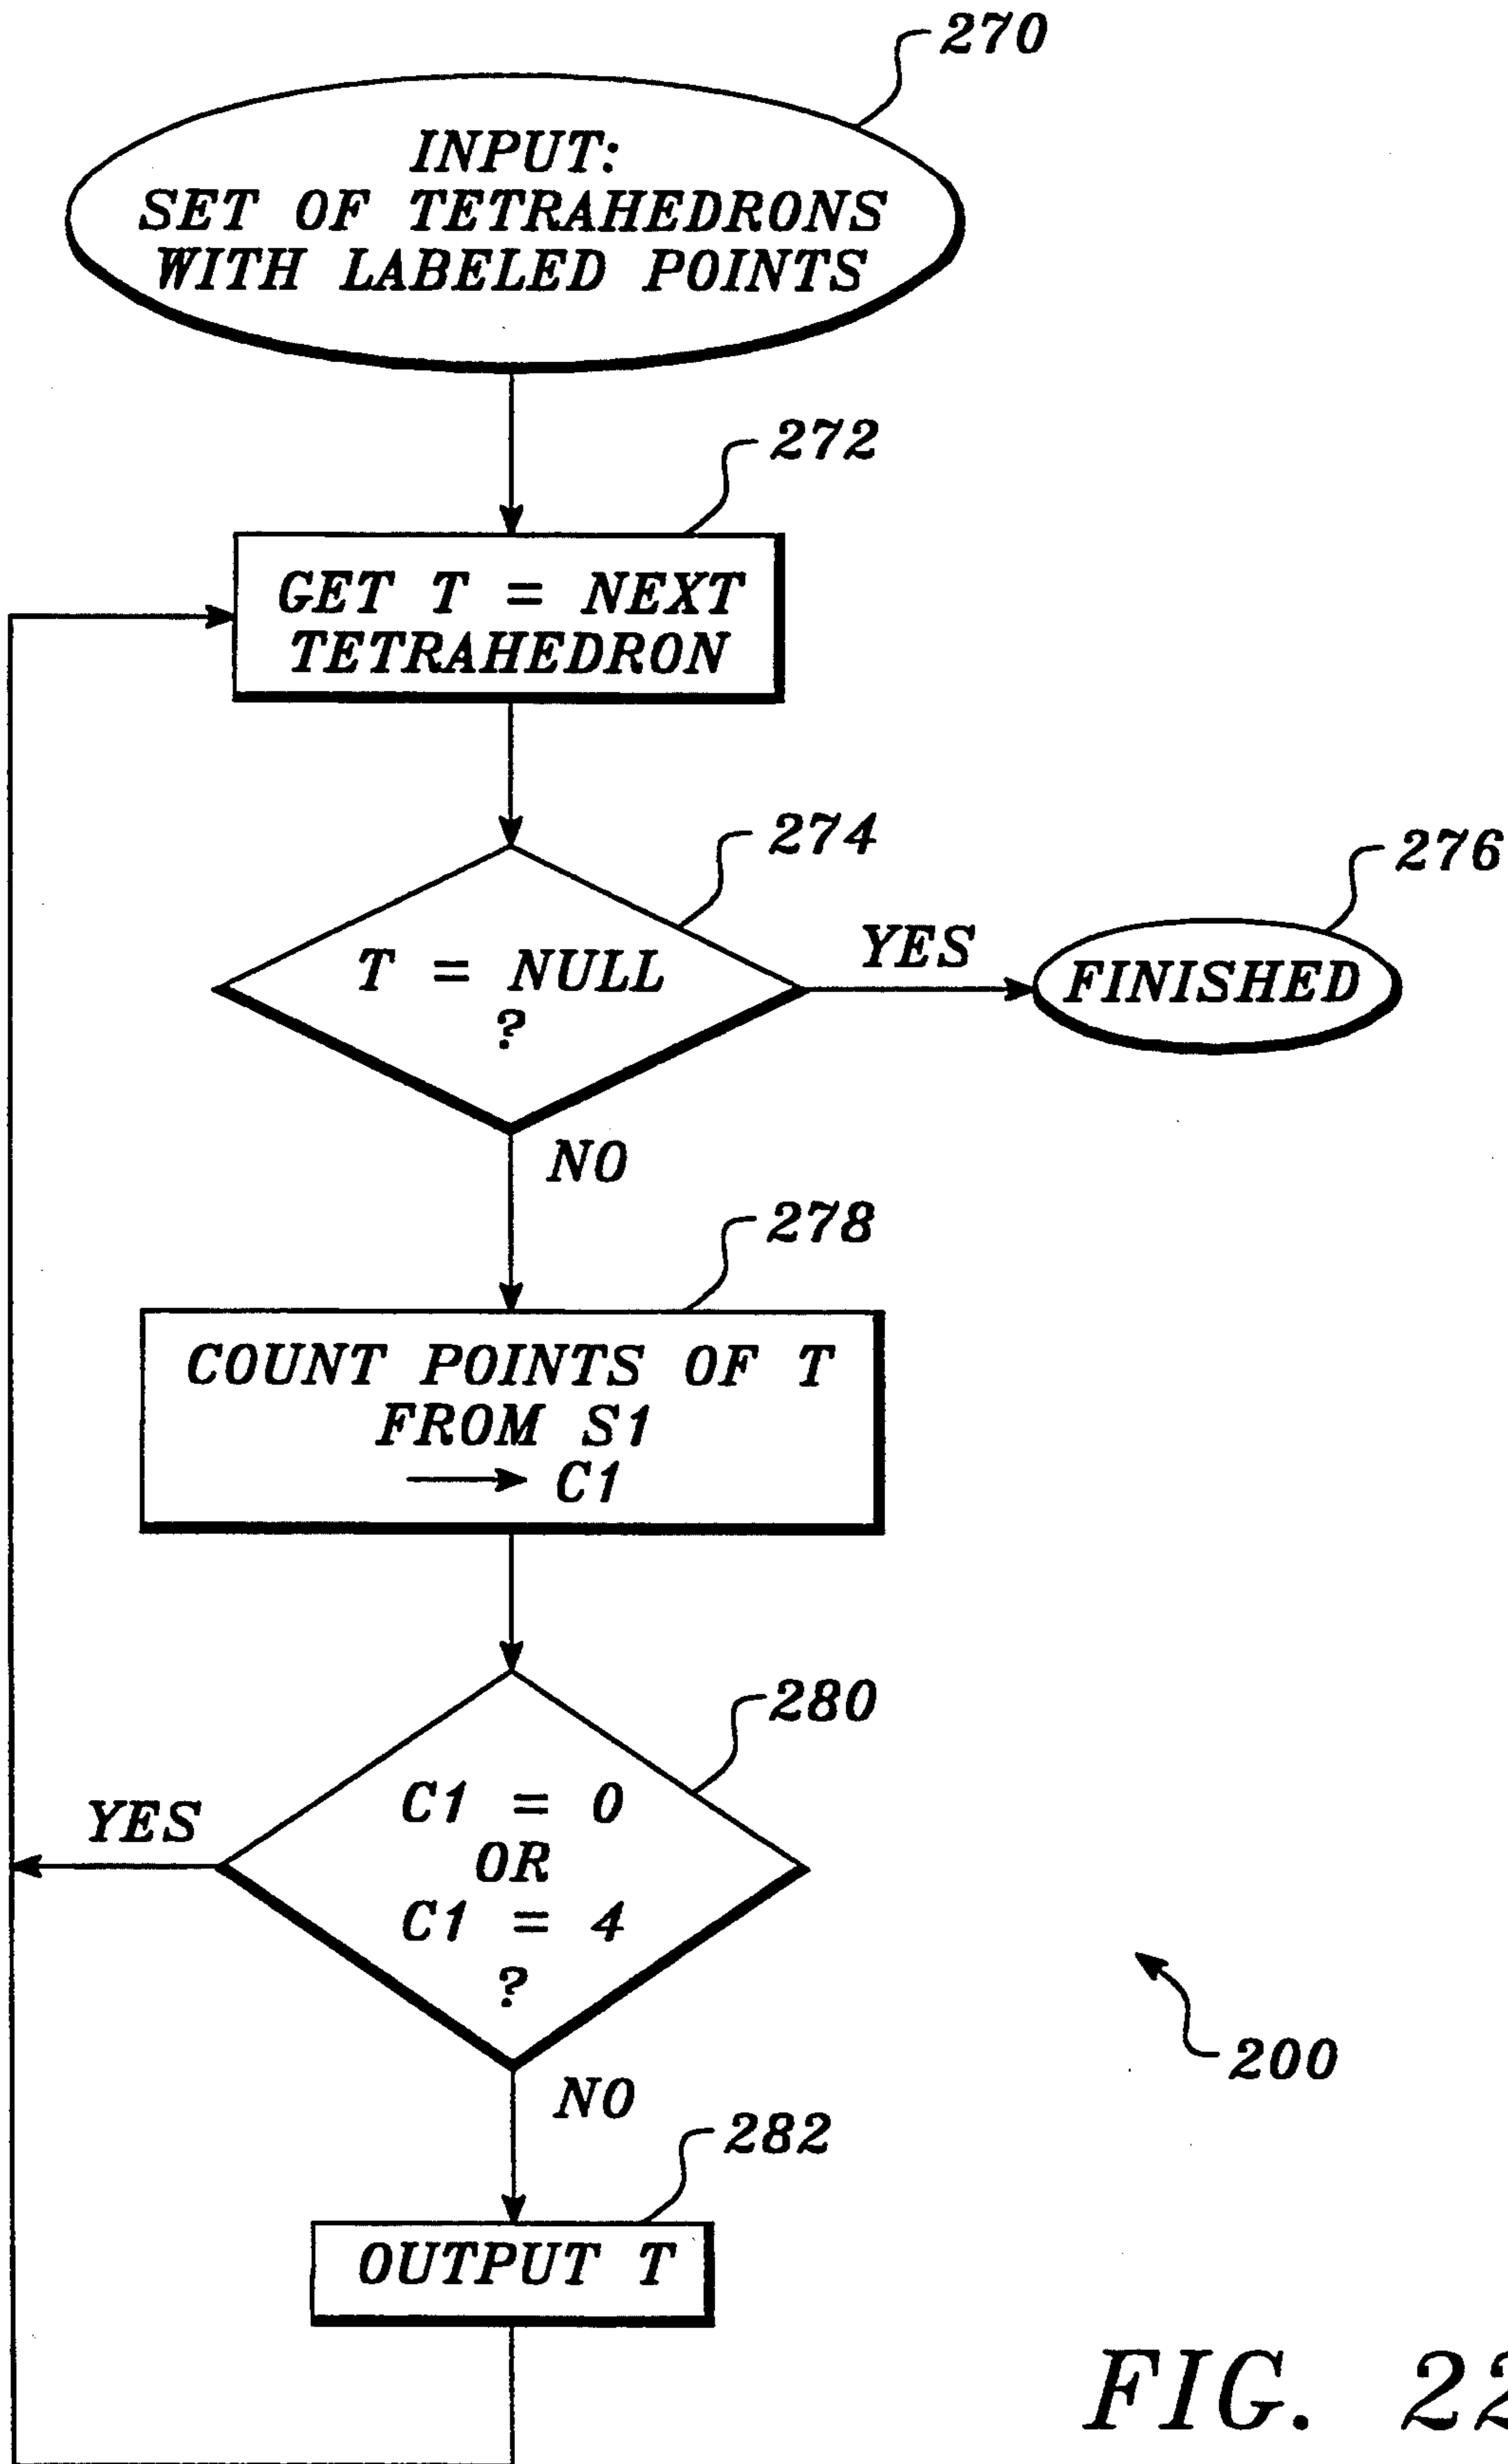 270
INPUT:
SET OF TETRAHEDRONS
WITH LABELED POINTS
272
GET T = NEXT
TETRAHEDRON
274
276
T = NULL
?
YES
FINISHED
NO
278
COUNT POINTS OF T
FROM S1
→ C1
280
C1 = 0
OR
C1 = 4
?
YES
200
NO
282
OUTPUT T
FIG. 22